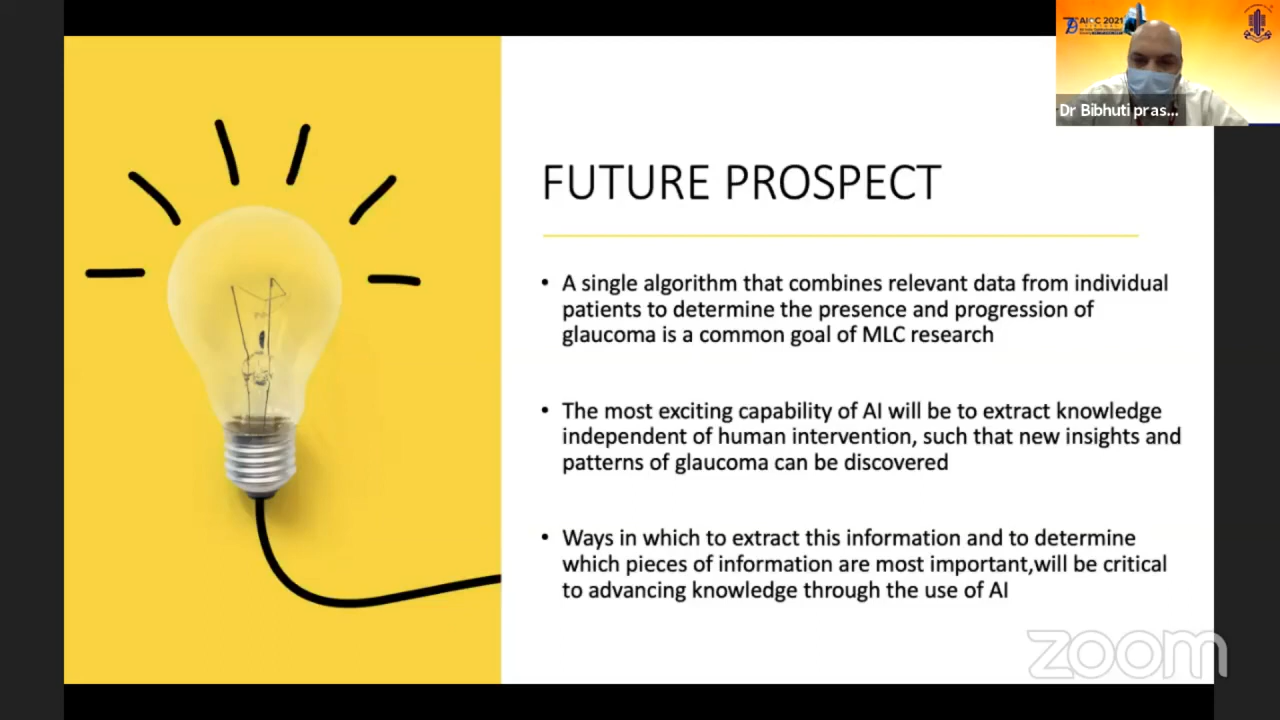 AIOC 2021
Dr Bibhuti pras...
FUTURE PROSPECT
• A single algorithm that combines relevant data from individual
patients to determine the presence and progression of
glaucoma is a common goal of MLC research
• The most exciting capability of AI will be to extract knowledge
independent of human intervention, such that new insights and
patterns of glaucoma can be discovered
• Ways in which to extract this information and to determine
which pieces of information are most important,will be critical
to advancing knowledge through the use of AI
zoom